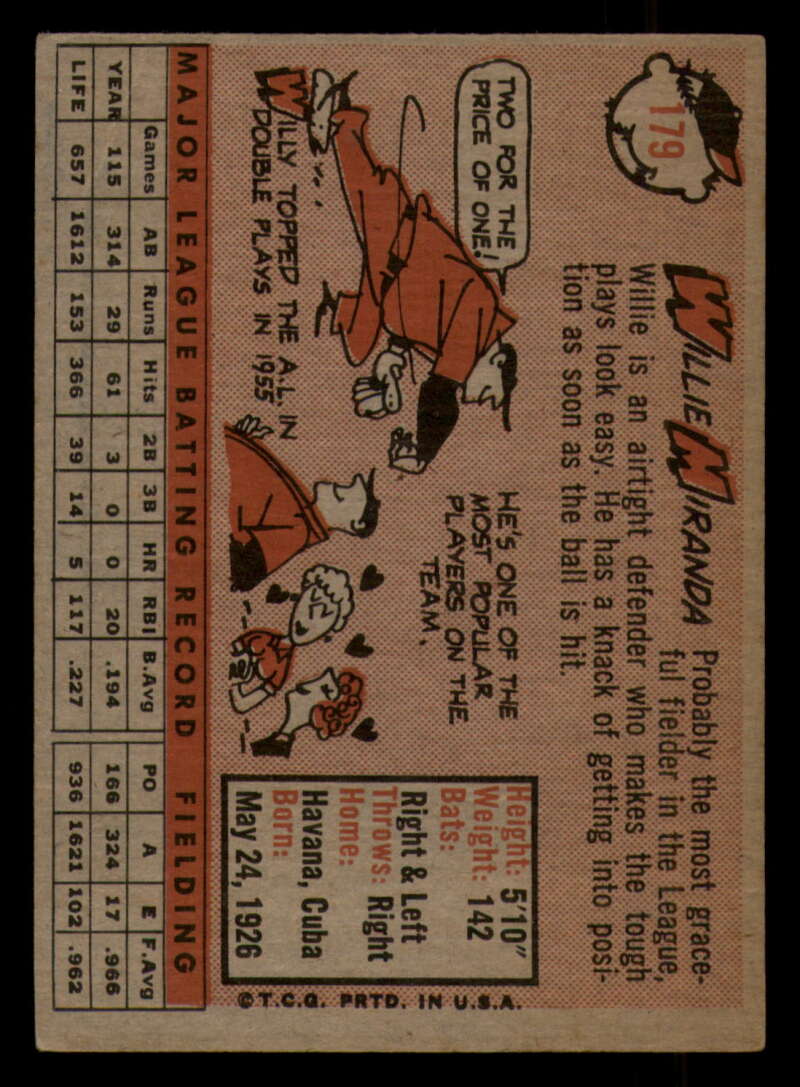 179
WILLIE MIRANDA
Probably the most grace-
ful fielder in the League,
Willie is an airtight defender who makes the tough
plays look easy. He has a knack of getting into posi-
tion as soon as the ball is hit.
TWO FOR THE
PRICE OF ONE!
WILLY TOPPED THE A.L. IN
DOUBLE PLAYS IN 1955
HE'S ONE OF THE
MOST POPULAR
PLAYERS ON THE
TEAM.
Height: 5'10"
Weight: 142
Bats:
Right & Left
Throws: Right
Home:
Havana, Cuba
Born:
May 24, 1926
©T.C.G. PRTD. IN U.S.A.
MAJOR LEAGUE BATTING RECORD FIELDING
Games AB Runs Hits 2B 3B HR RBI B.Avg PO A E F.Avg
YEAR 115 314 29 61 3 0 0 20 .194 166 324 17 .966
LIFE 657 1612 153 366 39 14 5 117 .227 936 1621 102 .962